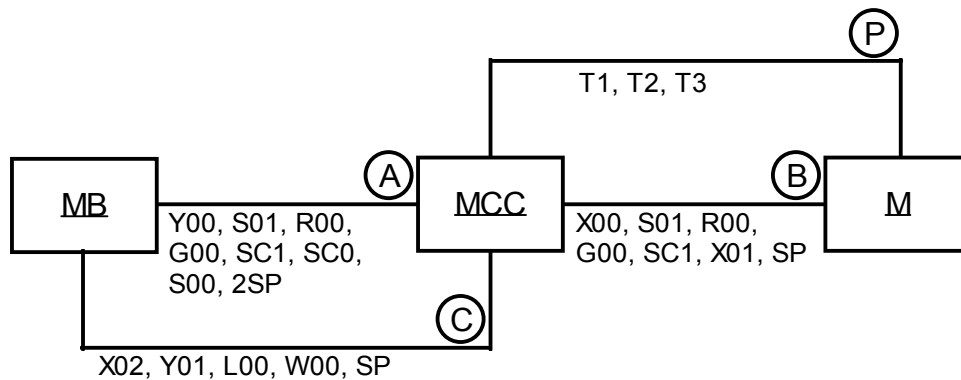 P
T1, T2, T3
A
B
MB
MCC
M
Y00, S01, R00,
G00, SC1, SC0,
S00, 2SP
X00, S01, R00,
G00, SC1, X01, SP
C
X02, Y01, L00, W00, SP